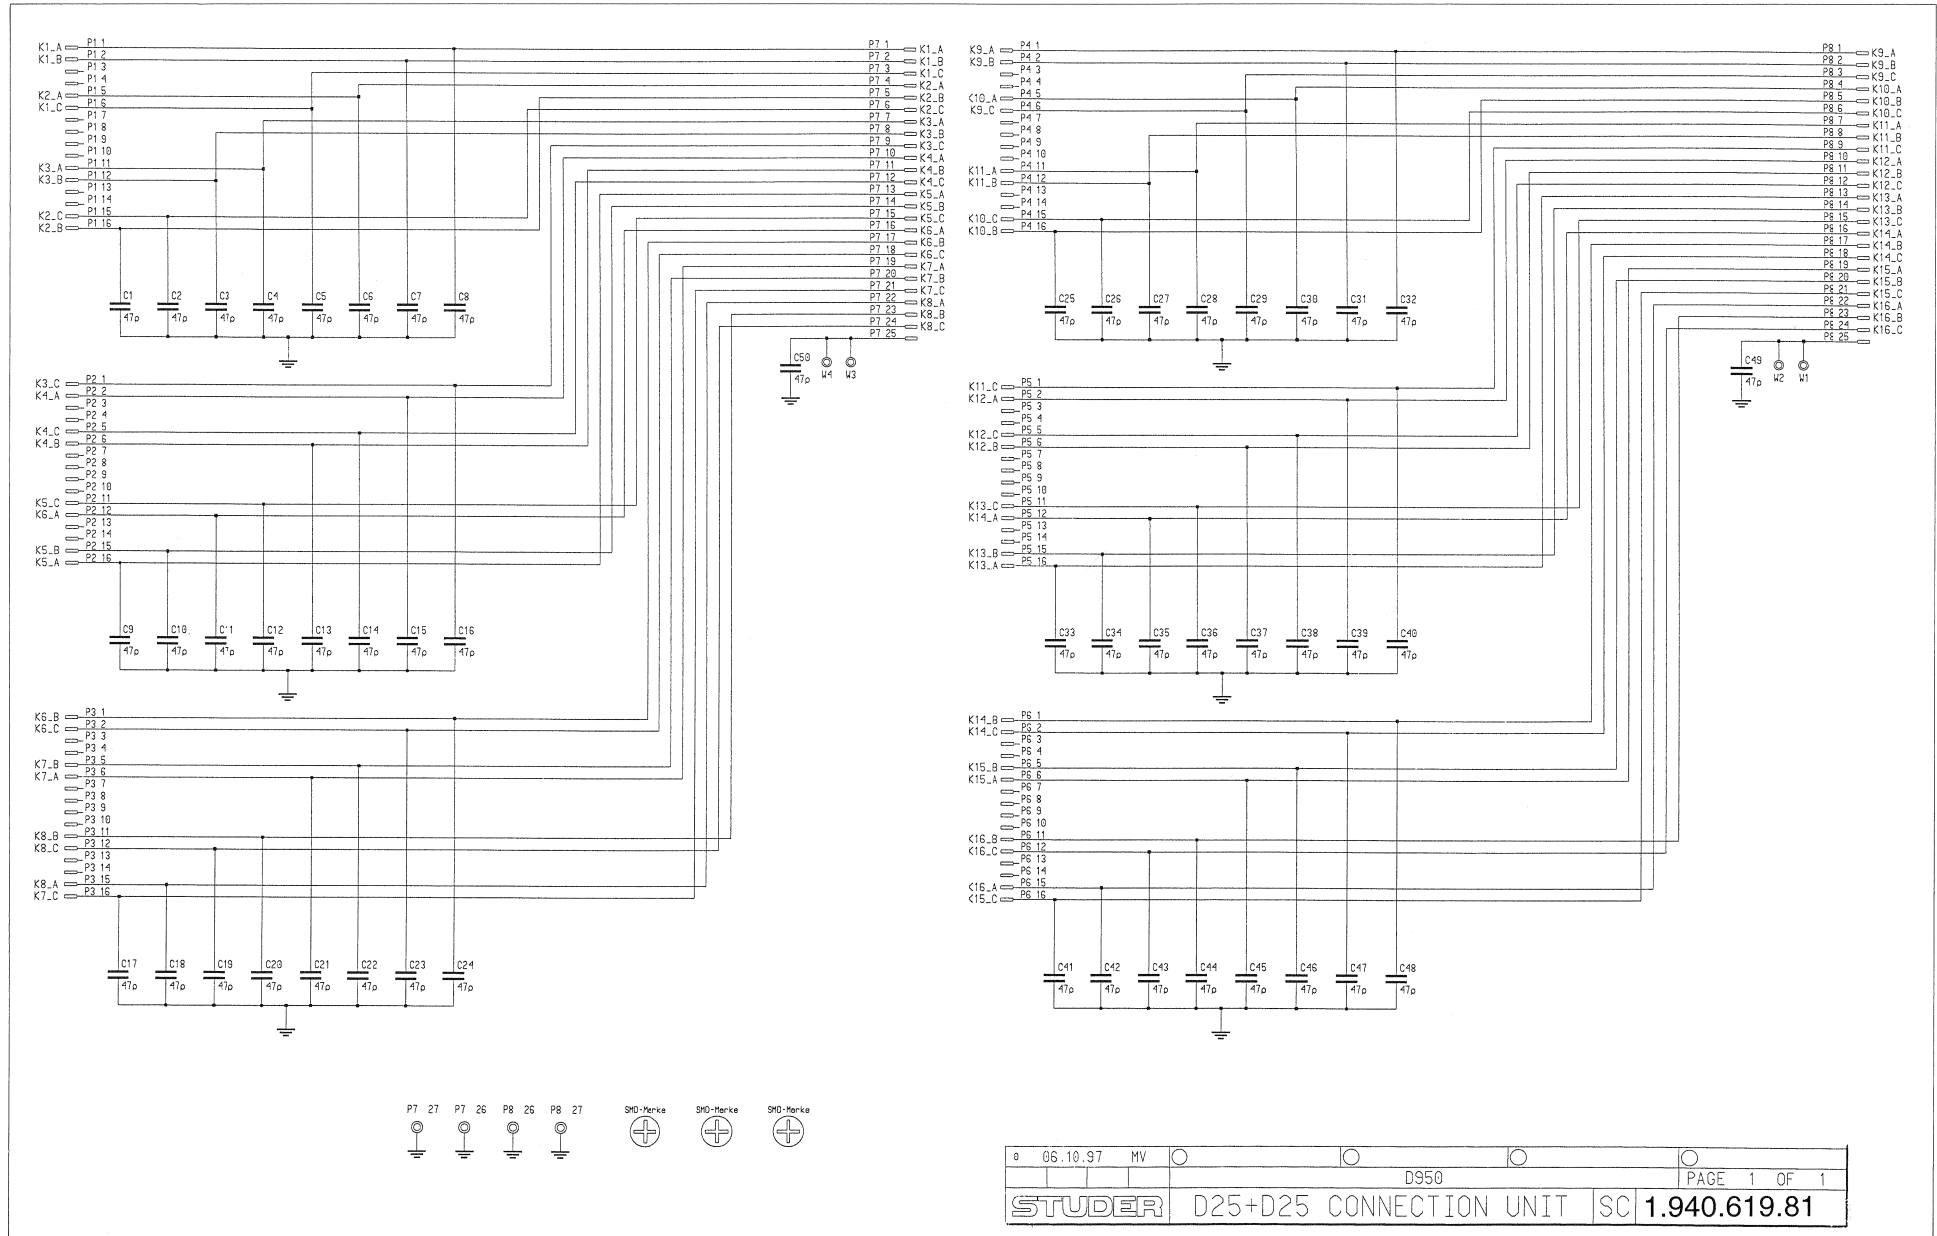 K1_A P1 1
K1_B P1 2
P1 3
P1 4
K2_A P1 5
K1_C P1 6
P1 7
P1 8
P1 9
P1 10
K3_A P1 11
K3_B P1 12
P1 13
P1 14
K2_C P1 15
K2_B P1 16
C1 C2 C3 C4 C5 C6 C7 C8
47p 47p 47p 47p 47p 47p 47p 47p
K3_C P2 1
K4_A P2 2
P2 3
P2 4
K4_C P2 5
K4_B P2 6
P2 7
P2 8
P2 9
P2 10
K5_C P2 11
K6_A P2 12
P2 13
P2 14
K5_B P2 15
K5_A P2 16
C9 C10 C11 C12 C13 C14 C15 C16
47p 47p 47p 47p 47p 47p 47p 47p
K6_B P3 1
K6_C P3 2
P3 3
P3 4
K7_B P3 5
K7_A P3 6
P3 7
P3 8
P3 9
P3 10
K8_B P3 11
K8_C P3 12
P3 13
P3 14
K8_A P3 15
K7_C P3 16
C17 C18 C19 C20 C21 C22 C23 C24
47p 47p 47p 47p 47p 47p 47p 47p
P7 1 K1_A
P7 2 K1_B
P7 3 K1_C
P7 4 K2_A
P7 5 K2_B
P7 6 K2_C
P7 7 K3_A
P7 8 K3_B
P7 9 K3_C
P7 10 K4_A
P7 11 K4_B
P7 12 K4_C
P7 13 K5_A
P7 14 K5_B
P7 15 K5_C
P7 16 K6_A
P7 17 K6_B
P7 18 K6_C
P7 19 K7_A
P7 20 K7_B
P7 21 K7_C
P7 22 K8_A
P7 23 K8_B
P7 24 K8_C
P7 25
C50
47p W4 W3
K9_A P4 1
K9_B P4 2
P4 3
P4 4
K10_A P4 5
K9_C P4 6
P4 7
P4 8
P4 9
P4 10
K11_A P4 11
K11_B P4 12
P4 13
P4 14
K10_C P4 15
K10_B P4 16
C25 C26 C27 C28 C29 C30 C31 C32
47p 47p 47p 47p 47p 47p 47p 47p
K11_C P5 1
K12_A P5 2
P5 3
P5 4
K12_C P5 5
K12_B P5 6
P5 7
P5 8
P5 9
P5 10
K13_C P5 11
K14_A P5 12
P5 13
P5 14
K13_B P5 15
K13_A P5 16
C33 C34 C35 C36 C37 C38 C39 C40
47p 47p 47p 47p 47p 47p 47p 47p
K14_B P6 1
K14_C P6 2
P6 3
P6 4
K15_B P6 5
K15_A P6 6
P6 7
P6 8
P6 9
P6 10
K16_B P6 11
K16_C P6 12
P6 13
P6 14
K16_A P6 15
K15_C P6 16
C41 C42 C43 C44 C45 C46 C47 C48
47p 47p 47p 47p 47p 47p 47p 47p
P8 1 K9_A
P8 2 K9_B
P8 3 K9_C
P8 4 K10_A
P8 5 K10_B
P8 6 K10_C
P8 7 K11_A
P8 8 K11_B
P8 9 K11_C
P8 10 K12_A
P8 11 K12_B
P8 12 K12_C
P8 13 K13_A
P8 14 K13_B
P8 15 K13_C
P8 16 K14_A
P8 17 K14_B
P8 18 K14_C
P8 19 K15_A
P8 20 K15_B
P8 21 K15_C
P8 22 K16_A
P8 23 K16_B
P8 24 K16_C
P8 25
C49
47p W2 W1
P7 27 P7 26 P8 26 P8 27 SMD-Marke SMD-Marke SMD-Marke
0 06.10.97 MV
D950 PAGE 1 OF 1
STUDER D25+D25 CONNECTION UNIT SC 1.940.619.81